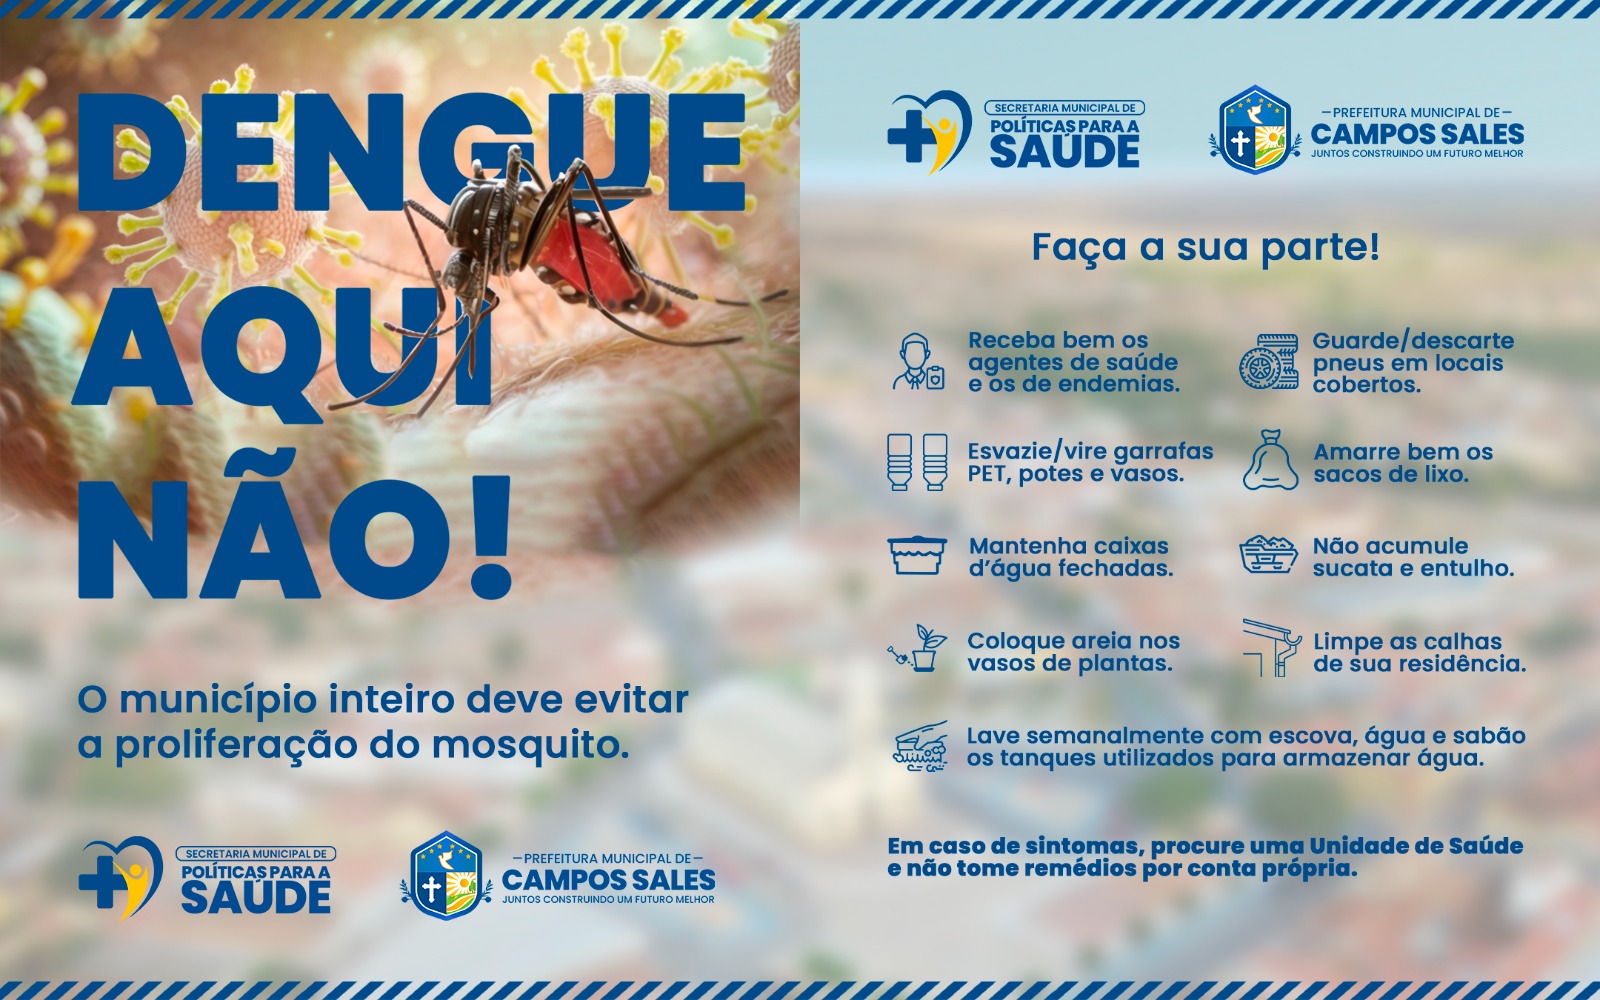 DENGUE
AQUI
NÃO!
O município inteiro deve evitar
a proliferação do mosquito.
SECRETARIA MUNICIPAL DE
POLÍTICAS PARA A
SAÚDE
PREFEITURA MUNICIPAL DE
CAMPOS SALES
JUNTOS CONSTRUINDO UM FUTURO MELHOR
SECRETARIA MUNICIPAL DE
POLÍTICAS PARA A
SAÚDE
PREFEITURA MUNICIPAL DE
CAMPOS SALES
JUNTOS CONSTRUINDO UM FUTURO MELHOR
Faça a sua parte!
Receba bem os
agentes de saúde
e os de endemias.
Guarde/descarte
pneus em locais
cobertos.
Esvazie/vire garrafas
PET, potes e vasos.
Amarre bem os
sacos de lixo.
Mantenha caixas
d'água fechadas.
Não acumule
sucata e entulho.
Coloque areia nos
vasos de plantas.
Limpe as calhas
de sua residência.
Lave semanalmente com escova, água e sabão
os tanques utilizados para armazenar água.
Em caso de sintomas, procure uma Unidade de Saúde
e não tome remédios por conta própria.